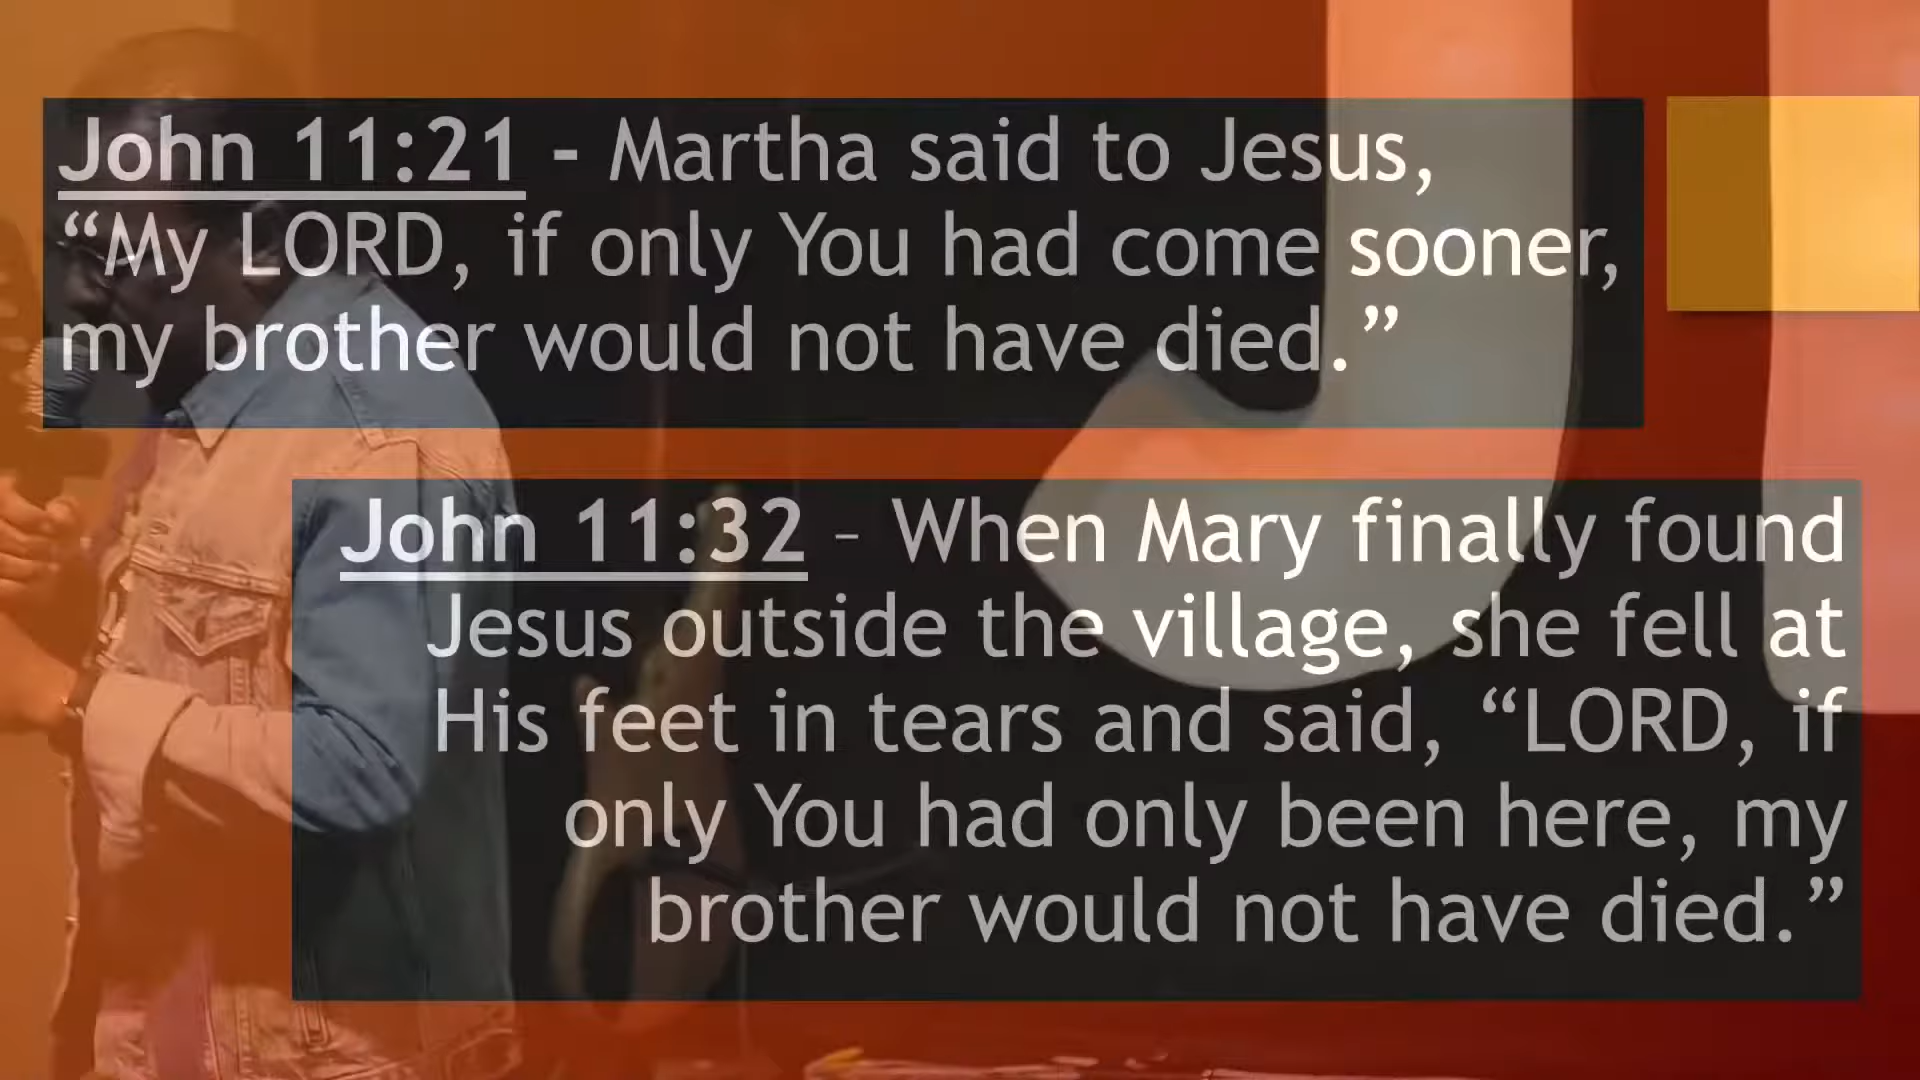 John 11:21 - Martha said to Jesus,
“My LORD, if only You had come sooner,
my brother would not have died.”
John 11:32 – When Mary finally found
Jesus outside the village, she fell at
His feet in tears and said, “LORD, if
only You had only been here, my
brother would not have died.”